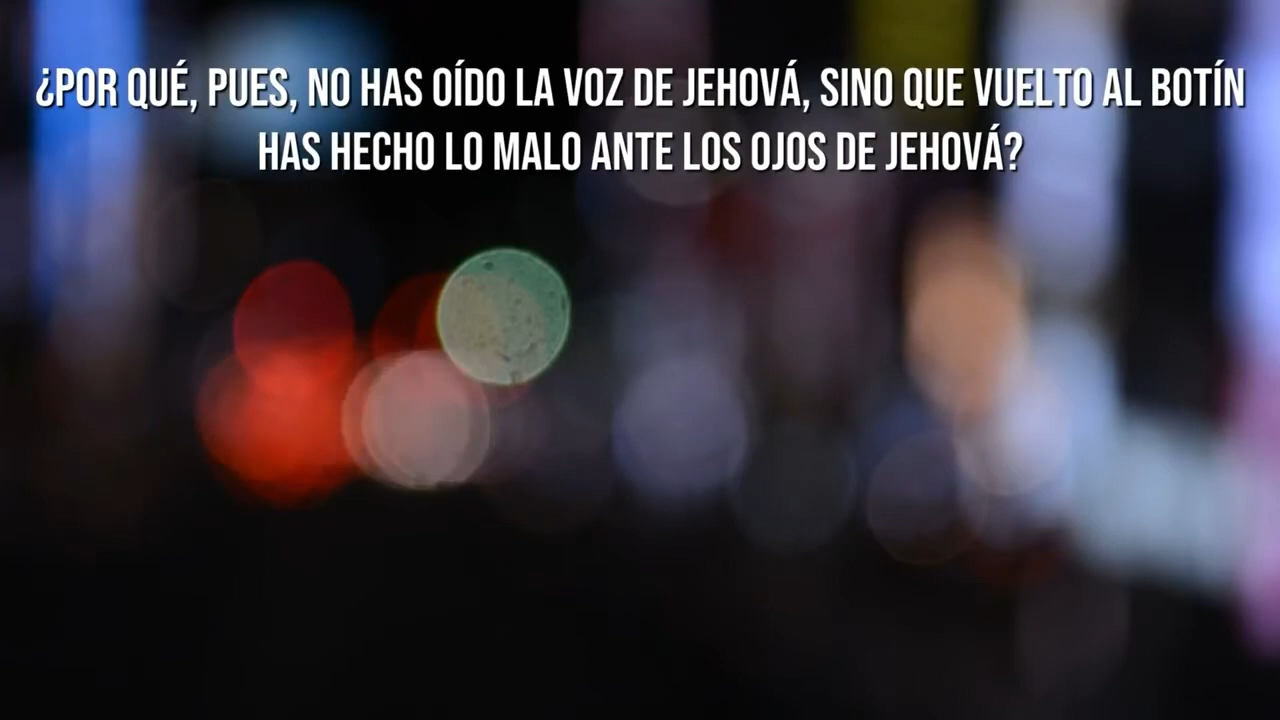 ¿POR QUÉ, PUES, NO HAS OÍDO LA VOZ DE JEHOVÁ, SINO QUE VUELTO AL BOTÍN
HAS HECHO LO MALO ANTE LOS OJOS DE JEHOVÁ?